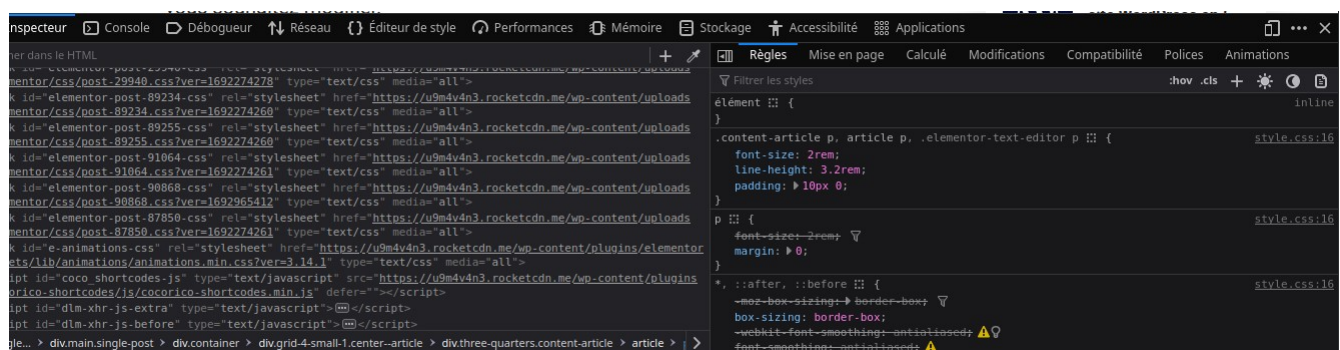 nspecteur Console Débogueur Réseau Éditeur de style Performances Mémoire Stockage Accessibilité Applications
her dans le HTML
mentor/css/post-29940.css?ver=1692274278" type="text/css" media="all">
k id="elementor-post-89234-css" rel="stylesheet" href="https://u9m4v4n3.rocketcdn.me/wp-content/uploads
mentor/css/post-89234.css?ver=1692274260" type="text/css" media="all">
k id="elementor-post-89255-css" rel="stylesheet" href="https://u9m4v4n3.rocketcdn.me/wp-content/uploads
mentor/css/post-89255.css?ver=1692274260" type="text/css" media="all">
k id="elementor-post-91064-css" rel="stylesheet" href="https://u9m4v4n3.rocketcdn.me/wp-content/uploads
mentor/css/post-91064.css?ver=1692274261" type="text/css" media="all">
k id="elementor-post-90868-css" rel="stylesheet" href="https://u9m4v4n3.rocketcdn.me/wp-content/uploads
mentor/css/post-90868.css?ver=1692965412" type="text/css" media="all">
k id="elementor-post-87850-css" rel="stylesheet" href="https://u9m4v4n3.rocketcdn.me/wp-content/uploads
mentor/css/post-87850.css?ver=1692274261" type="text/css" media="all">
k id="e-animations-css" rel="stylesheet" href="https://u9m4v4n3.rocketcdn.me/wp-content/plugins/elementor
ets/lib/animations/animations.min.css?ver=3.14.1" type="text/css" media="all">
ipt id="coco_shortcodes-js" type="text/javascript" src="https://u9m4v4n3.rocketcdn.me/wp-content/plugins
orico-shortcodes/js/cocorico-shortcodes.min.js" defer=""></script>
ipt id="dlm-xhr-js-extra" type="text/javascript"></script>
ipt id="dlm-xhr-js-before" type="text/javascript"></script>
gle... > div.main.single-post > div.container > div.grid-4-small-1.center--article > div.three-quarters.content-article > article >
Règles Mise en page Calculé Modifications Compatibilité Polices Animations
Filtrer les styles :hov .cls
élément { inline
}
.content-article p, article p, .elementor-text-editor p { style.css:16
font-size: 2rem;
line-height: 3.2rem;
padding: 10px 0;
}
p { style.css:16
font-size: 2rem;
margin: 0;
}
*, ::after, ::before { style.css:16
-moz-box-sizing: border-box;
box-sizing: border-box;
-webkit-font-smoothing: antialiased;
font-smoothing: antialiased;